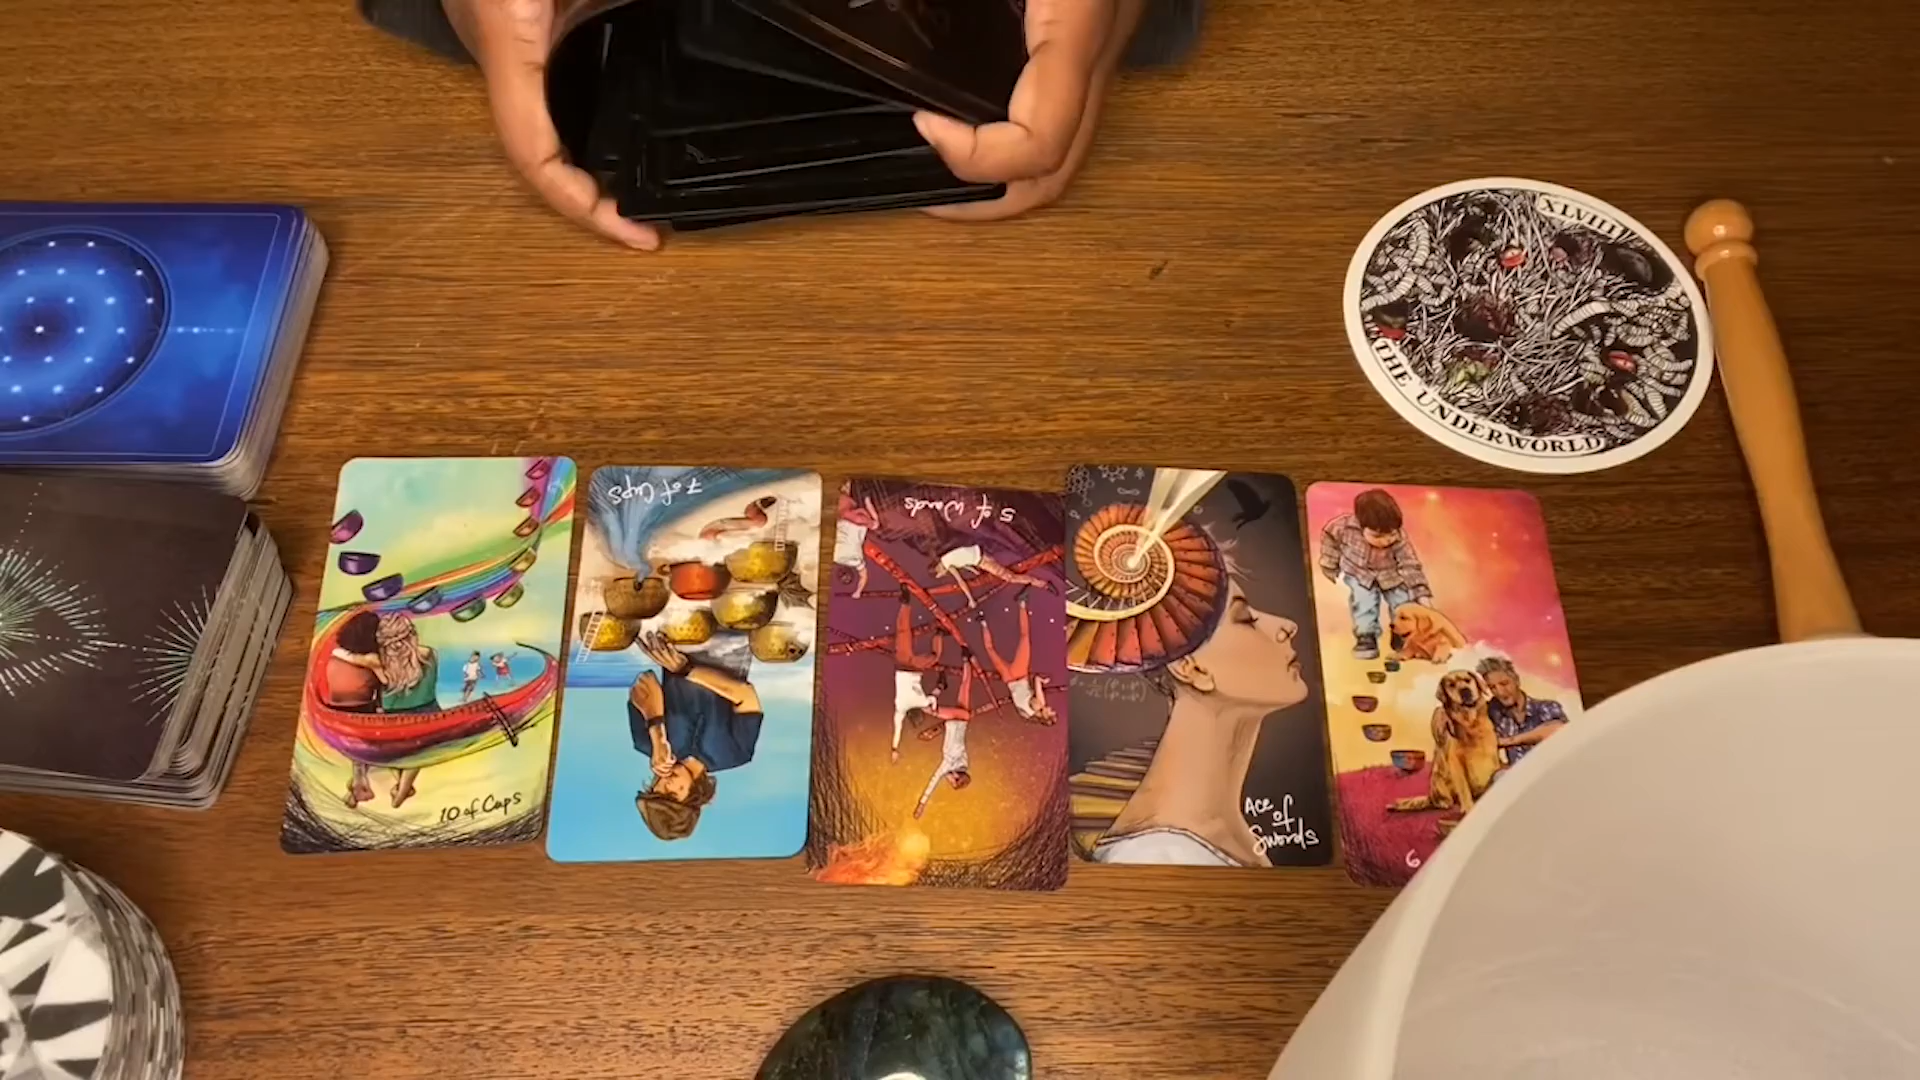 XLVIII
THE UNDERWORLD
7 of Cups
5 of Wands
10 of Cups
Ace
of
Swords
6